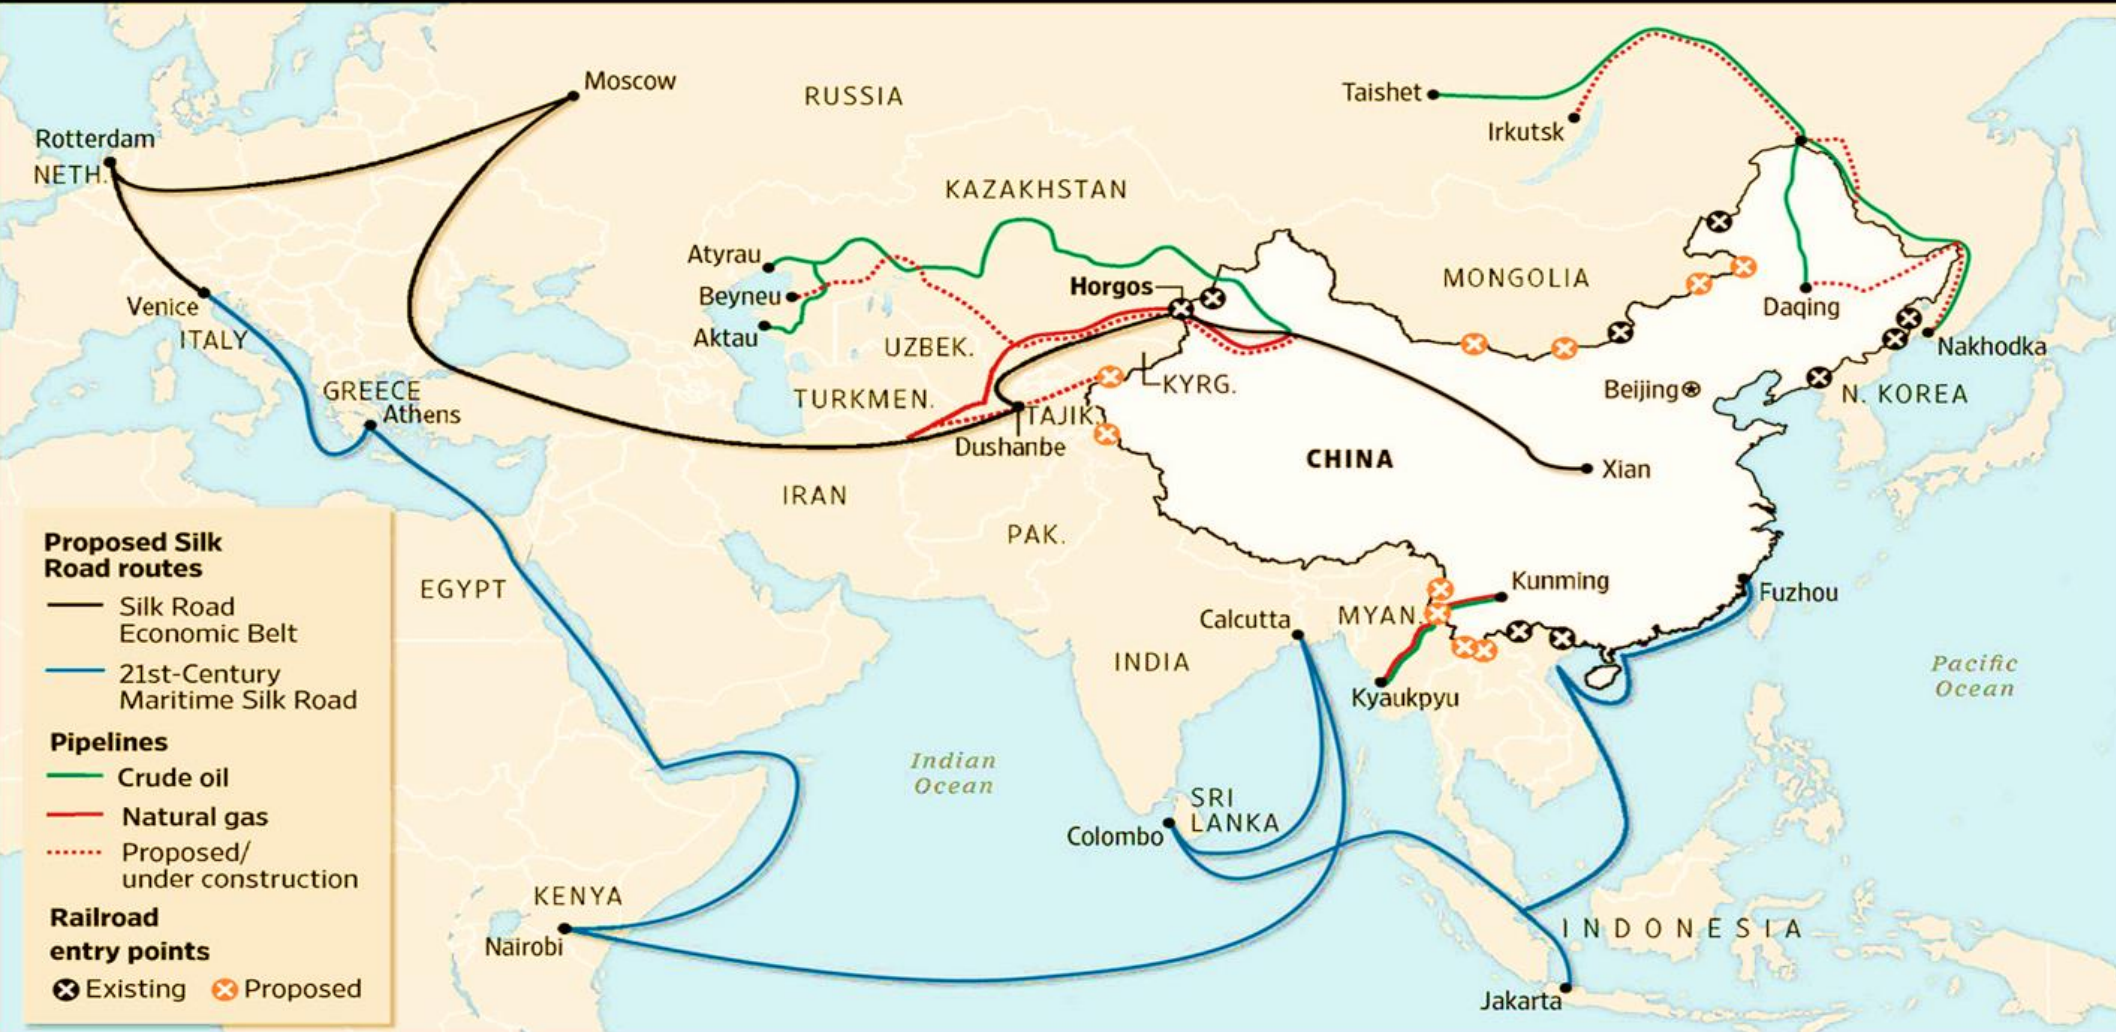 Moscow
RUSSIA
Taishet
Irkutsk
Rotterdam
NETH.
KAZAKHSTAN
Atyrau
Beyneu
Aktau
Horgos
MONGOLIA
Venice
ITALY
UZBEK.
Daqing
Nakhodka
GREECE
Athens
TURKMEN.
KYRG.
Beijing
N. KOREA
TAJIK.
Dushanbe
CHINA
Xian
IRAN
PAK.
EGYPT
Kunming
Fuzhou
Calcutta
MYAN.
INDIA
Kyaukpyu
Pacific
Ocean
Indian
Ocean
SRI
LANKA
Colombo
KENYA
Nairobi
INDONESIA
Jakarta
Proposed Silk
Road routes
Silk Road
Economic Belt
21st-Century
Maritime Silk Road
Pipelines
Crude oil
Natural gas
Proposed/
under construction
Railroad
entry points
Existing
Proposed